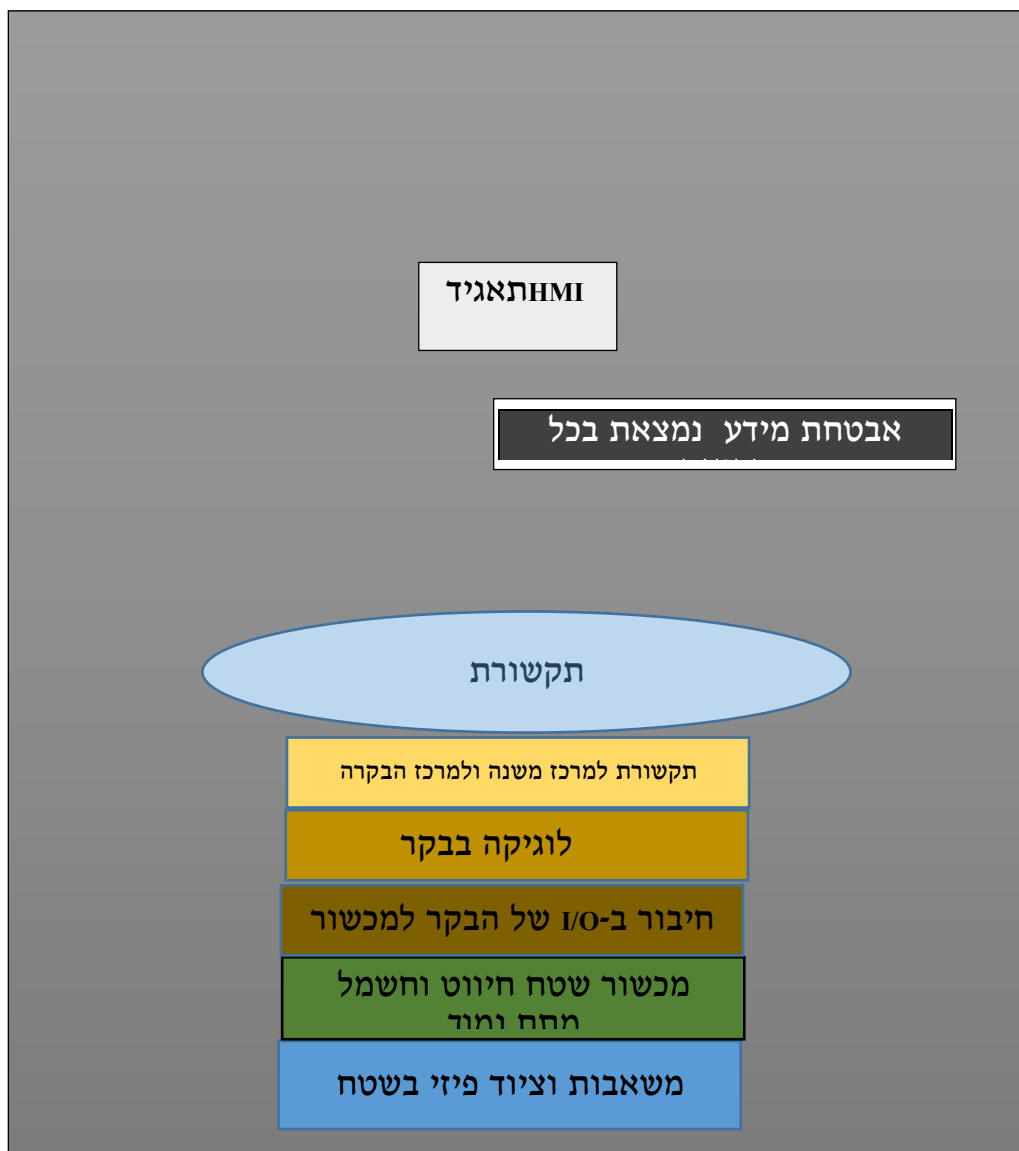 HMIתאגיד
אבטחת מידע נמצאת בכל
תקשורת
תקשורת למרכז משנה ולמרכז הבקרה
לוגיקה בבקר
חיבור ב-I/O של הבקר למכשור
מכשור שטח חיווט וחשמל
משאבות וציוד פיזי בשטח